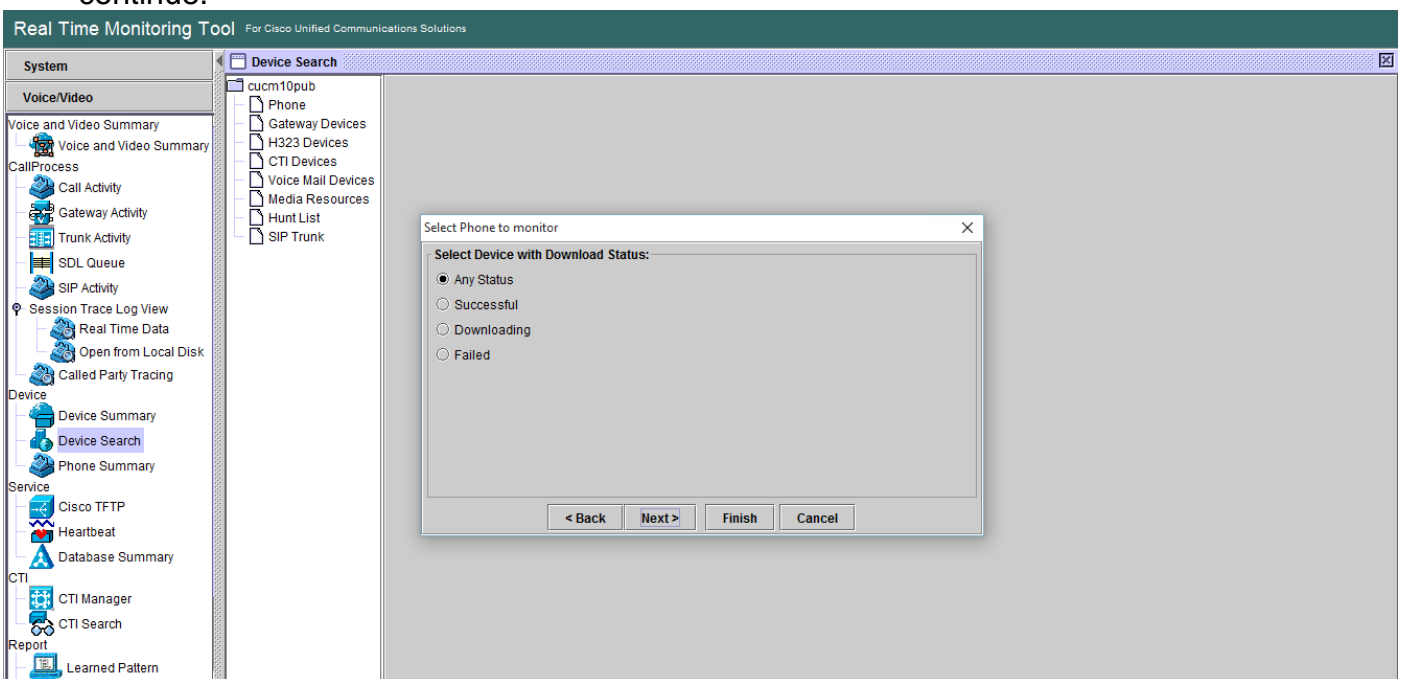 continue.
Real Time Monitoring Tool For Cisco Unified Communications Solutions
System
Voice/Video
Voice and Video Summary
Voice and Video Summary
CallProcess
Call Activity
Gateway Activity
Trunk Activity
SDL Queue
SIP Activity
Session Trace Log View
Real Time Data
Open from Local Disk
Called Party Tracing
Device
Device Summary
Device Search
Phone Summary
Service
Cisco TFTP
Heartbeat
Database Summary
CTI
CTI Manager
CTI Search
Report
Learned Pattern
Device Search
cucm10pub
Phone
Gateway Devices
H323 Devices
CTI Devices
Voice Mail Devices
Media Resources
Hunt List
SIP Trunk
Select Phone to monitor
Select Device with Download Status:
Any Status
Successful
Downloading
Failed
< Back Next > Finish Cancel